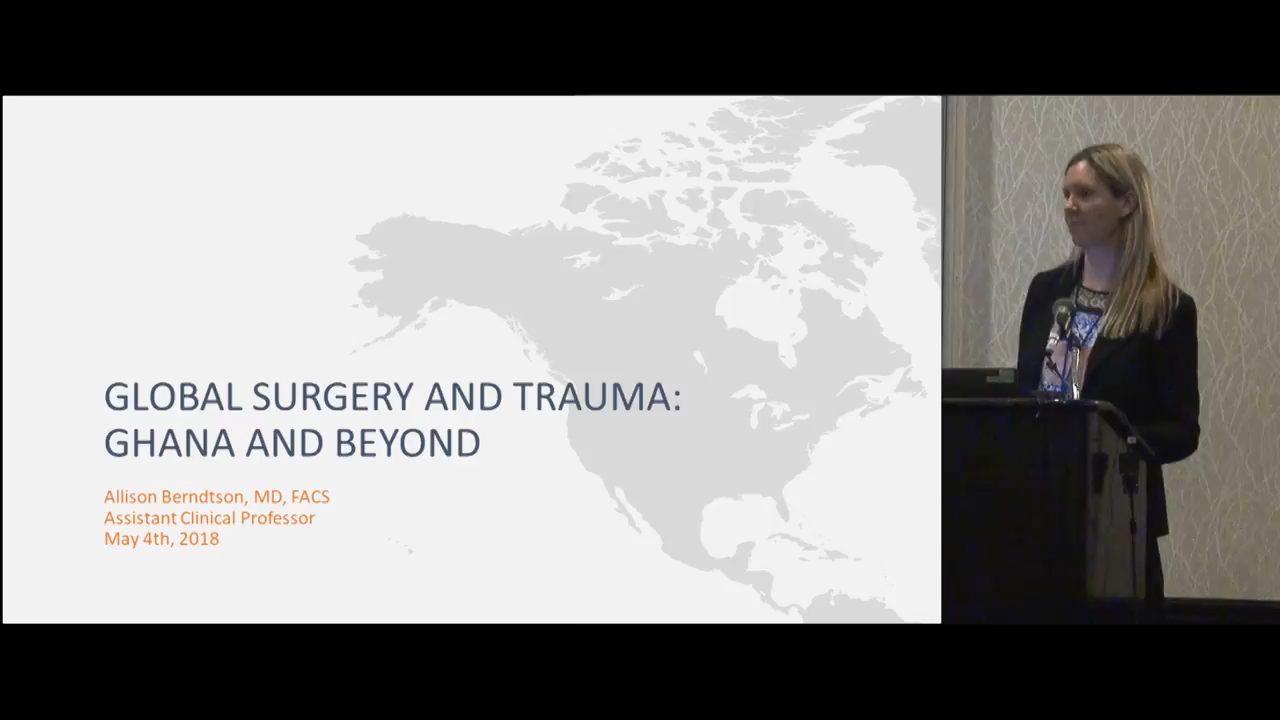 GLOBAL SURGERY AND TRAUMA:
GHANA AND BEYOND
Allison Berndtson, MD, FACS
Assistant Clinical Professor
May 4th, 2018